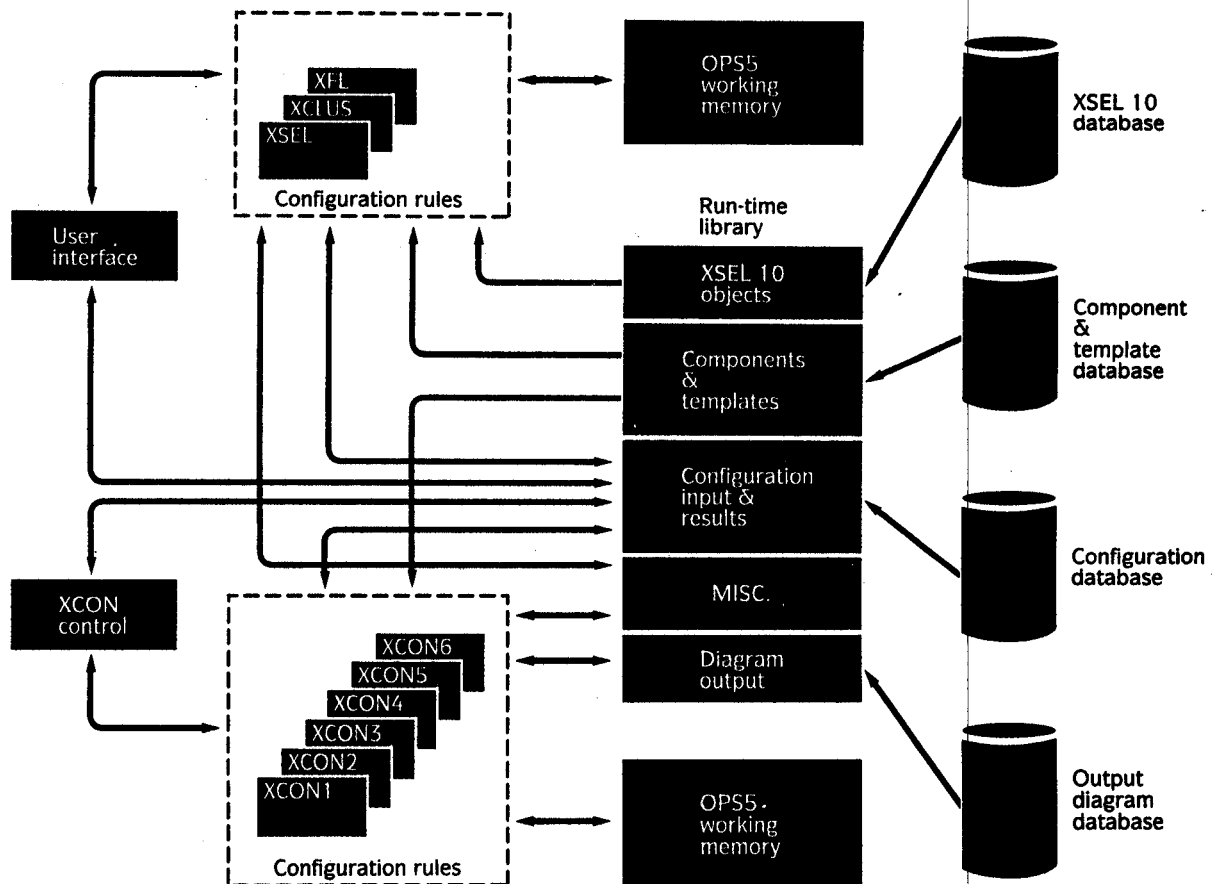 XFL
XCLUS
XSEL
Configuration rules
OPS5
working
memory
XSEL 10
database
User
interface
Run-time
library
XSEL 10
objects
Components
&
templates
Component
&
template
database
Configuration
input &
results
Configuration
database
XCON
control
MISC.
Diagram
output
XCON6
XCON5
XCON4
XCON3
XCON2
XCON1
Configuration rules
OPS5
working
memory
Output
diagram
database